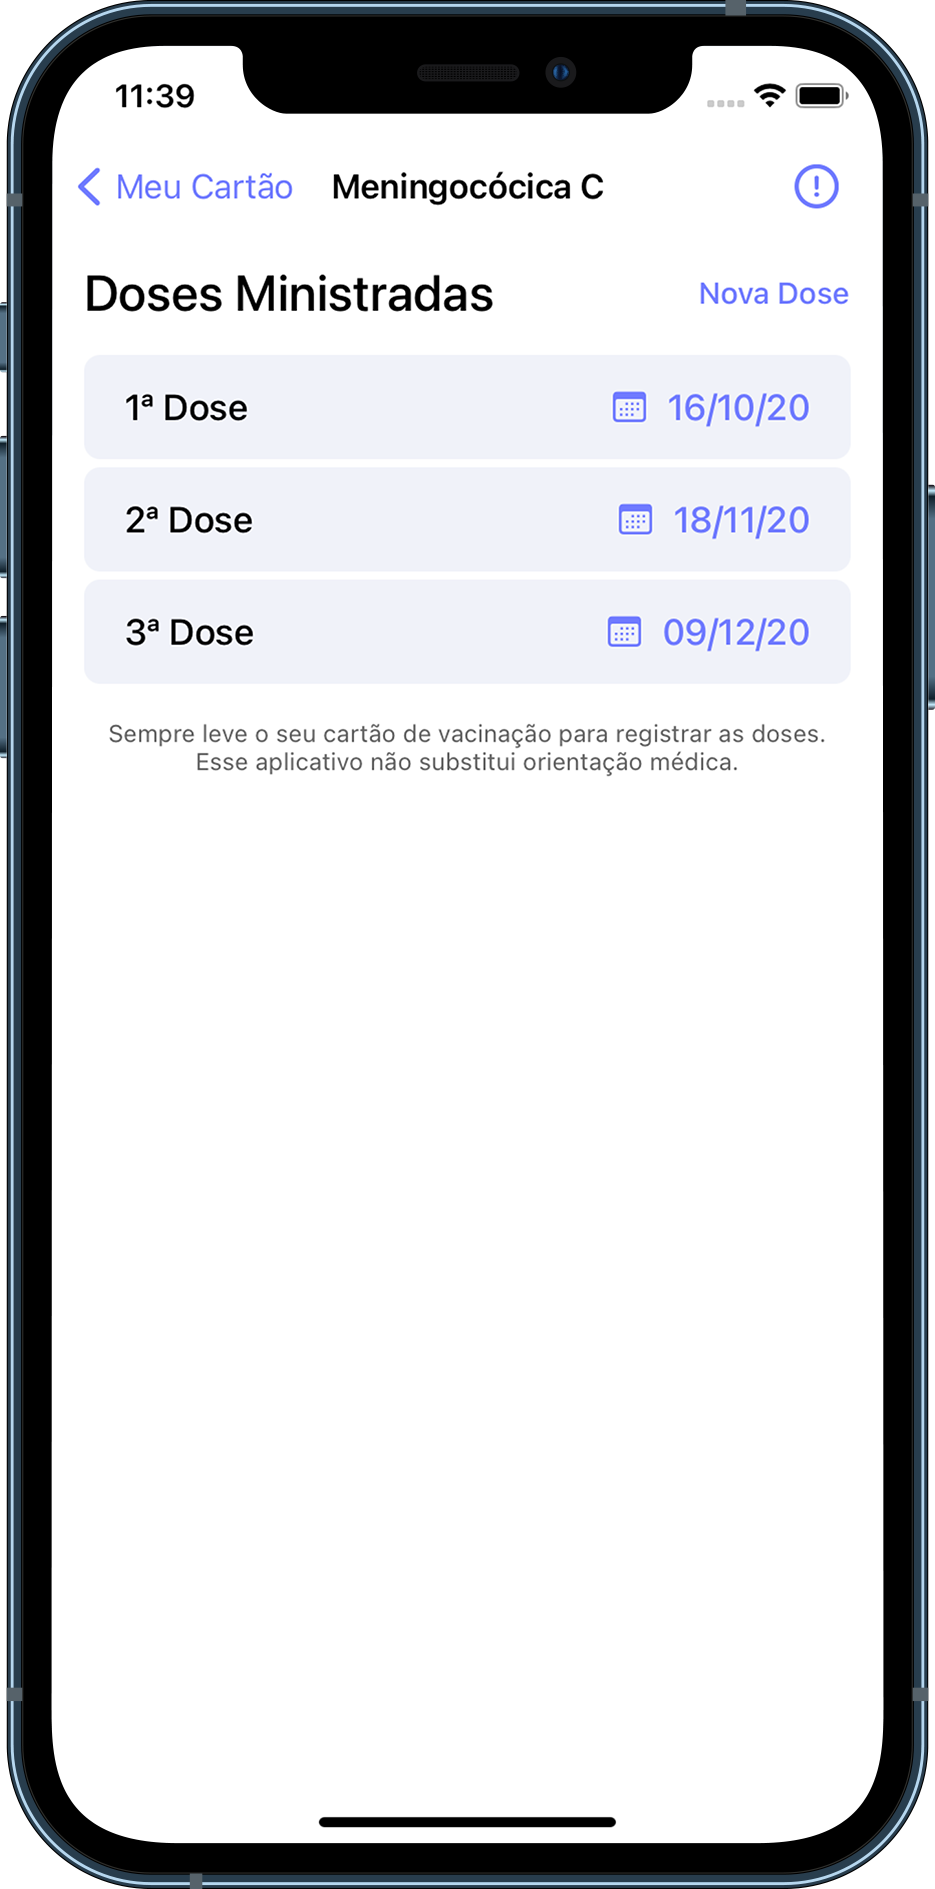 11:39
Meu Cartão Meningocócica C
Doses Ministradas Nova Dose
1ª Dose 16/10/20
2ª Dose 18/11/20
3ª Dose 09/12/20
Sempre leve o seu cartão de vacinação para registrar as doses.
Esse aplicativo não substitui orientação médica.